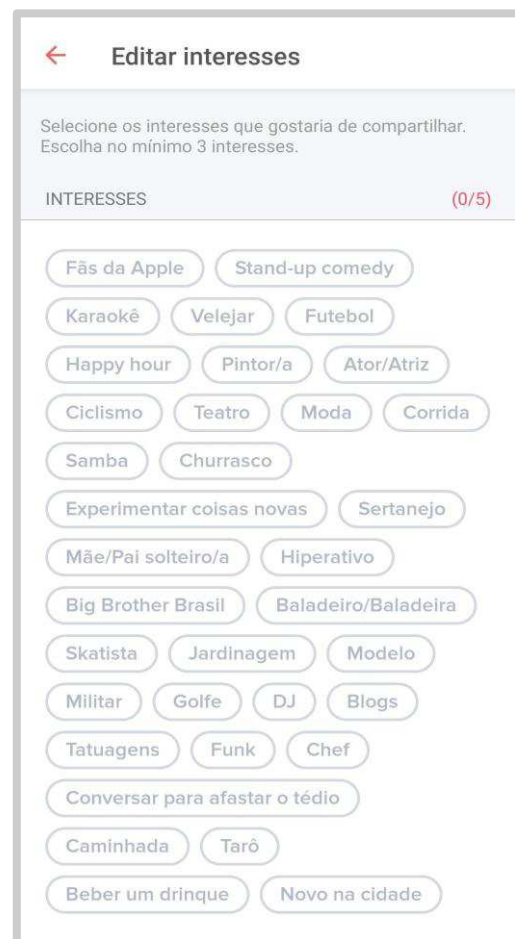 Editar interesses
Selecione os interesses que gostaria de compartilhar.
Escolha no mínimo 3 interesses.
INTERESSES (0/5)
Fãs da Apple Stand-up comedy
Karaokê Velejar Futebol
Happy hour Pintor/a Ator/Atriz
Ciclismo Teatro Moda Corrida
Samba Churrasco
Experimentar coisas novas Sertanejo
Mãe/Pai solteiro/a Hiperativo
Big Brother Brasil Baladeiro/Baladeira
Skatista Jardinagem Modelo
Militar Golfe DJ Blogs
Tatuagens Funk Chef
Conversar para afastar o tédio
Caminhada Tarô
Beber um drinque Novo na cidade